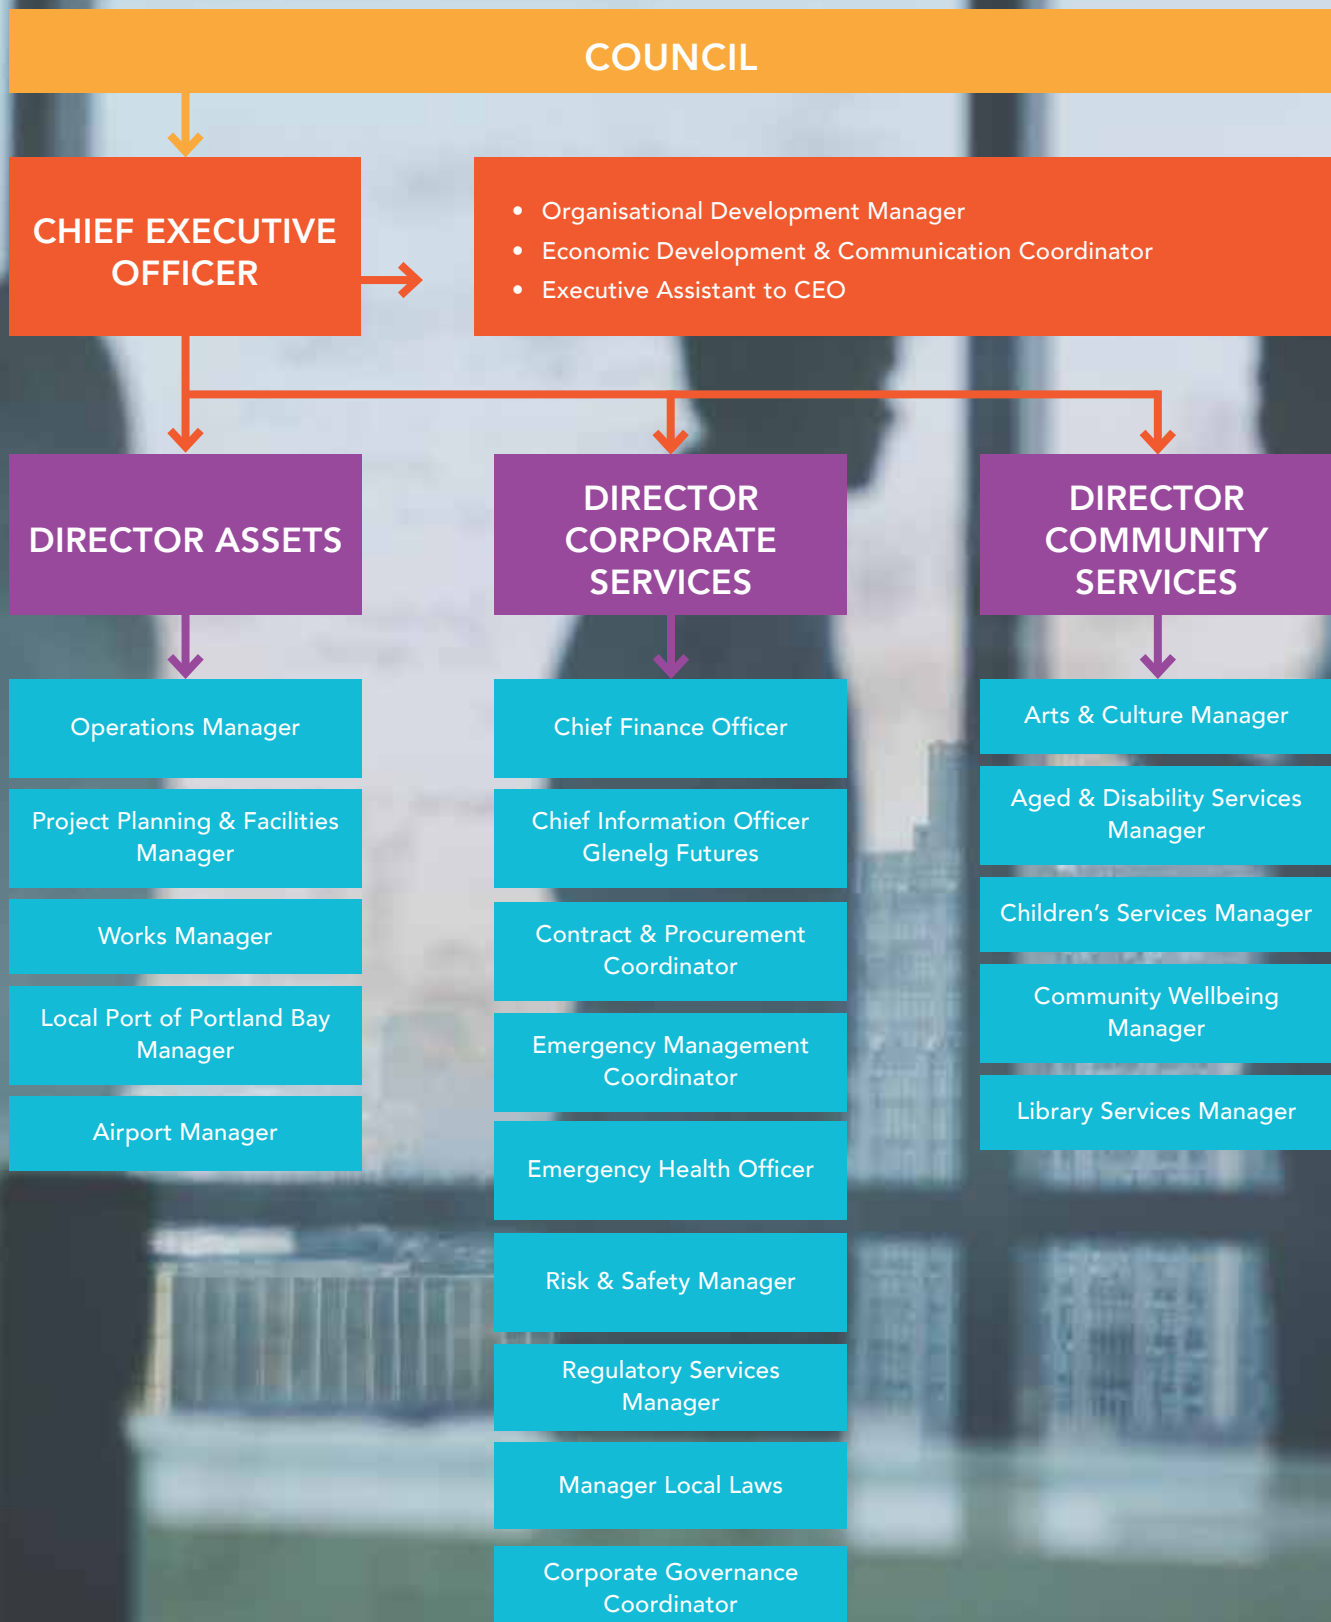 COUNCIL
CHIEF EXECUTIVE
OFFICER
• Organisational Development Manager
• Economic Development & Communication Coordinator
• Executive Assistant to CEO
DIRECTOR ASSETS
Operations Manager
Project Planning & Facilities
Manager
Works Manager
Local Port of Portland Bay
Manager
Airport Manager
DIRECTOR
CORPORATE
SERVICES
Chief Finance Officer
Chief Information Officer
Glenelg Futures
Contract & Procurement
Coordinator
Emergency Management
Coordinator
Emergency Health Officer
Risk & Safety Manager
Regulatory Services
Manager
Manager Local Laws
Corporate Governance
Coordinator
DIRECTOR
COMMUNITY
SERVICES
Arts & Culture Manager
Aged & Disability Services
Manager
Children's Services Manager
Community Wellbeing
Manager
Library Services Manager